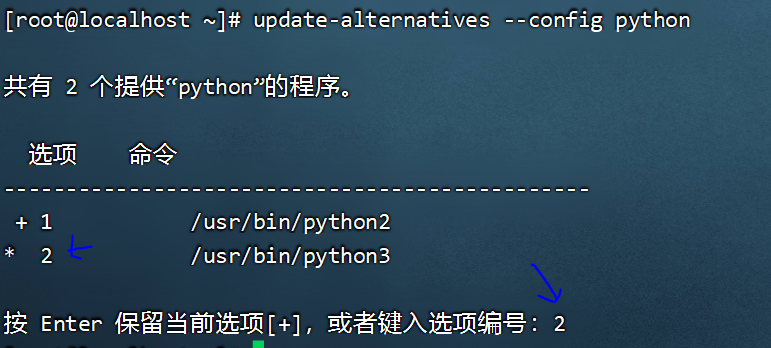 [root@localhost ~]# update-alternatives --config python
共有 2 个提供“python”的程序。
选项 命令
-----------------------------------------------
+ 1 /usr/bin/python2
* 2 /usr/bin/python3
按 Enter 保留当前选项[+]，或者键入选项编号：2